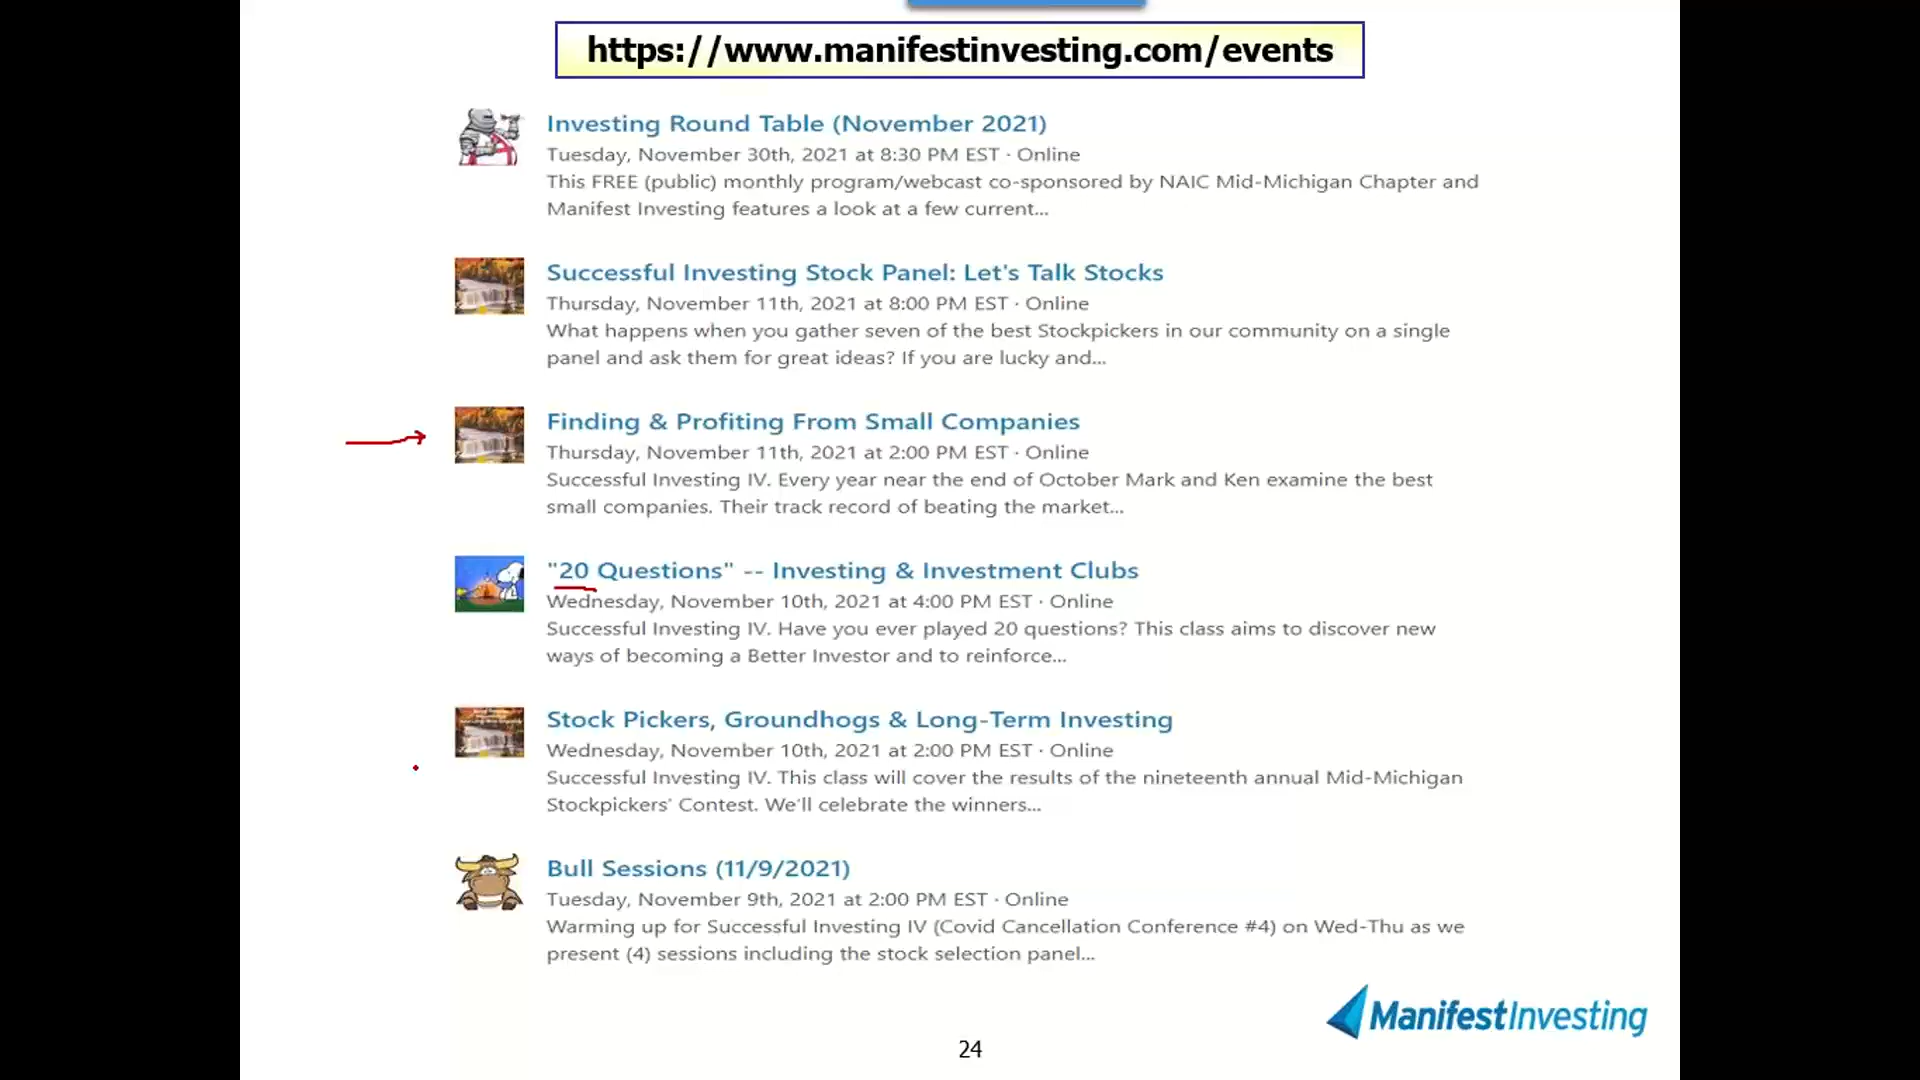 https://www.manifestinvesting.com/events
Investing Round Table (November 2021)
Tuesday, November 30th, 2021 at 8:30 PM EST · Online
This FREE (public) monthly program/webcast co-sponsored by NAIC Mid-Michigan Chapter and
Manifest Investing features a look at a few current...
Successful Investing Stock Panel: Let's Talk Stocks
Thursday, November 11th, 2021 at 8:00 PM EST · Online
What happens when you gather seven of the best Stockpickers in our community on a single
panel and ask them for great ideas? If you are lucky and...
Finding & Profiting From Small Companies
Thursday, November 11th, 2021 at 2:00 PM EST · Online
Successful Investing IV. Every year near the end of October Mark and Ken examine the best
small companies. Their track record of beating the market...
"20 Questions" -- Investing & Investment Clubs
Wednesday, November 10th, 2021 at 4:00 PM EST · Online
Successful Investing IV. Have you ever played 20 questions? This class aims to discover new
ways of becoming a Better Investor and to reinforce...
Stock Pickers, Groundhogs & Long-Term Investing
Wednesday, November 10th, 2021 at 2:00 PM EST · Online
Successful Investing IV. This class will cover the results of the nineteenth annual Mid-Michigan
Stockpickers' Contest. We'll celebrate the winners...
Bull Sessions (11/9/2021)
Tuesday, November 9th, 2021 at 2:00 PM EST · Online
Warming up for Successful Investing IV (Covid Cancellation Conference #4) on Wed-Thu as we
present (4) sessions including the stock selection panel...
ManifestInvesting
24